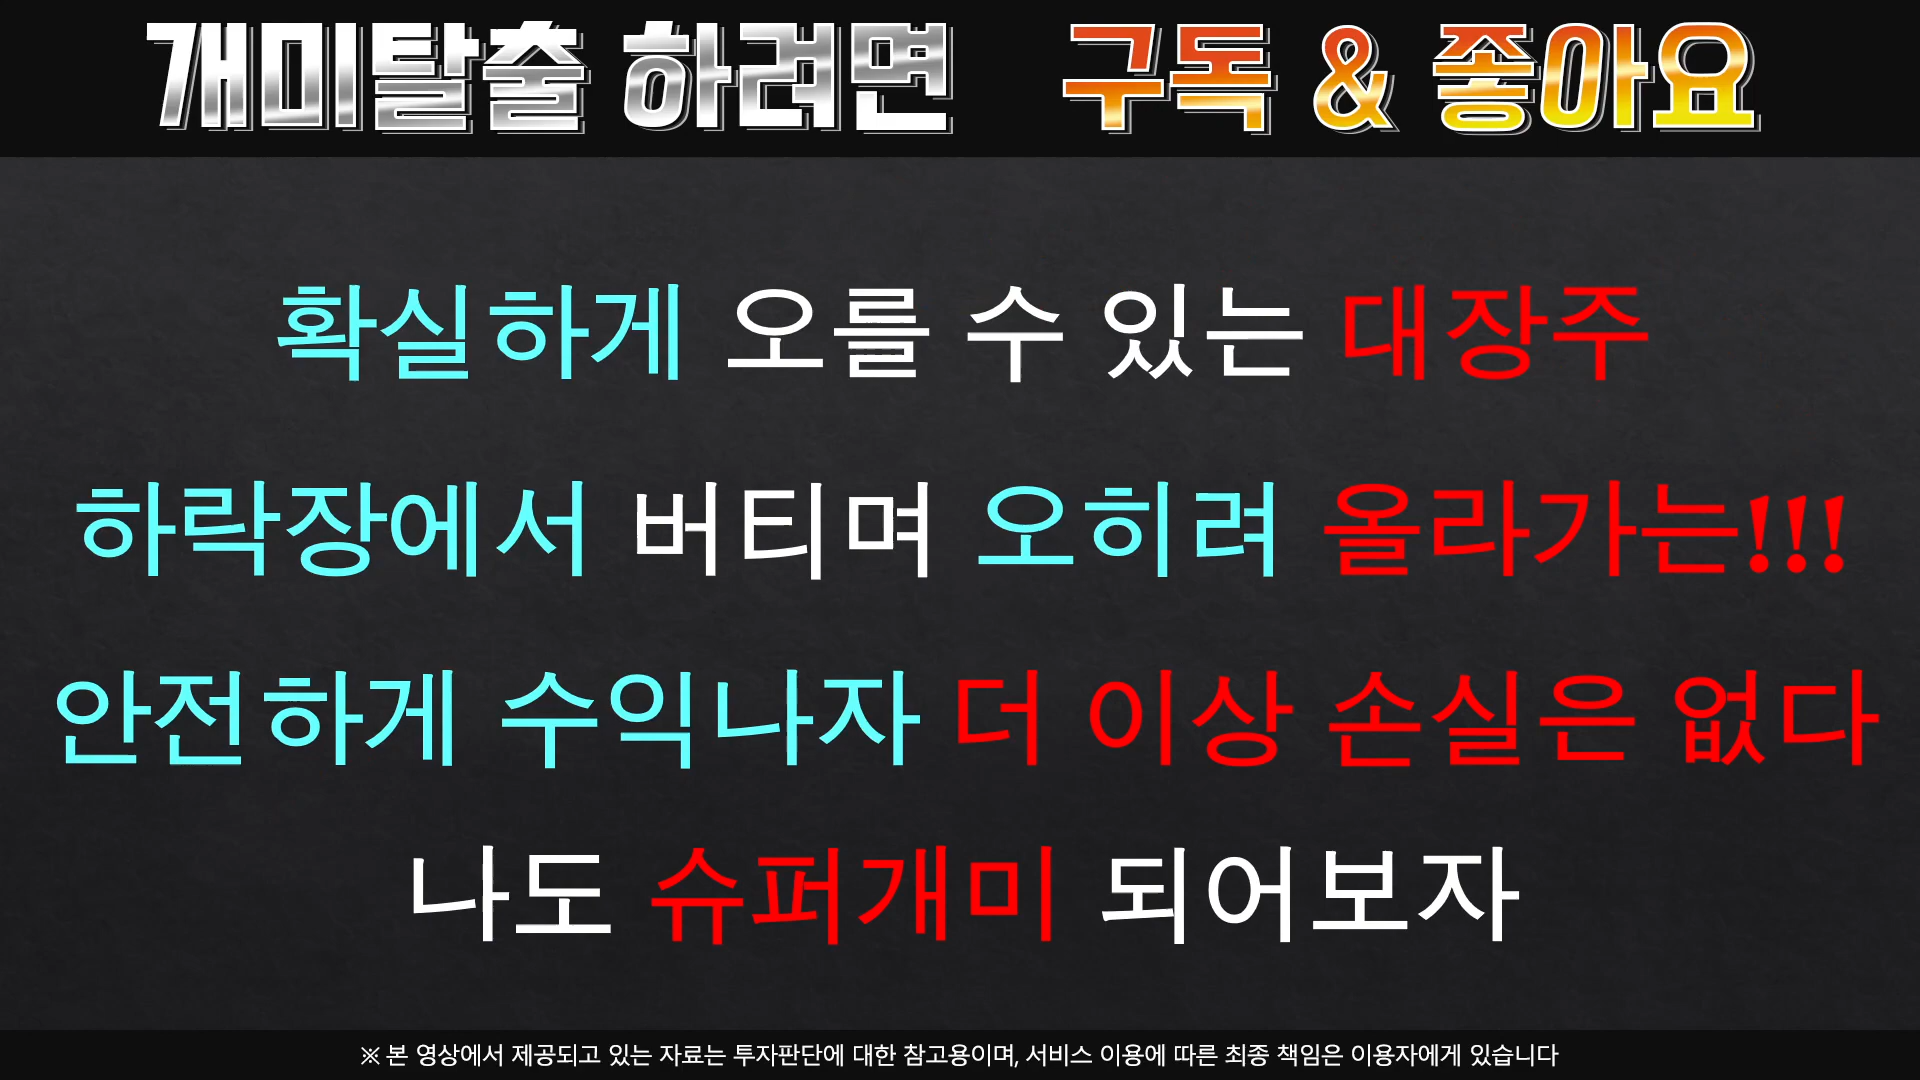 개미탈출 하려면 구독 & 좋아요
확실하게 오를 수 있는 대장주
하락장에서 버티며 오히려 올라가는!!!
안전하게 수익나자 더 이상 손실은 없다
나도 슈퍼개미 되어보자
※ 본 영상에서 제공되고 있는 자료는 투자판단에 대한 참고용이며, 서비스 이용에 따른 최종 책임은 이용자에게 있습니다